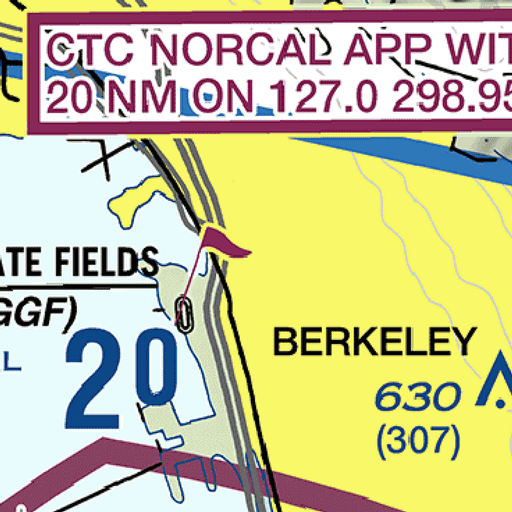 CTC NORCAL APP WIT
20 NM ON 127.0 298.95
ATE FIELDS
GGF)
L
20
BERKELEY
630
(307)